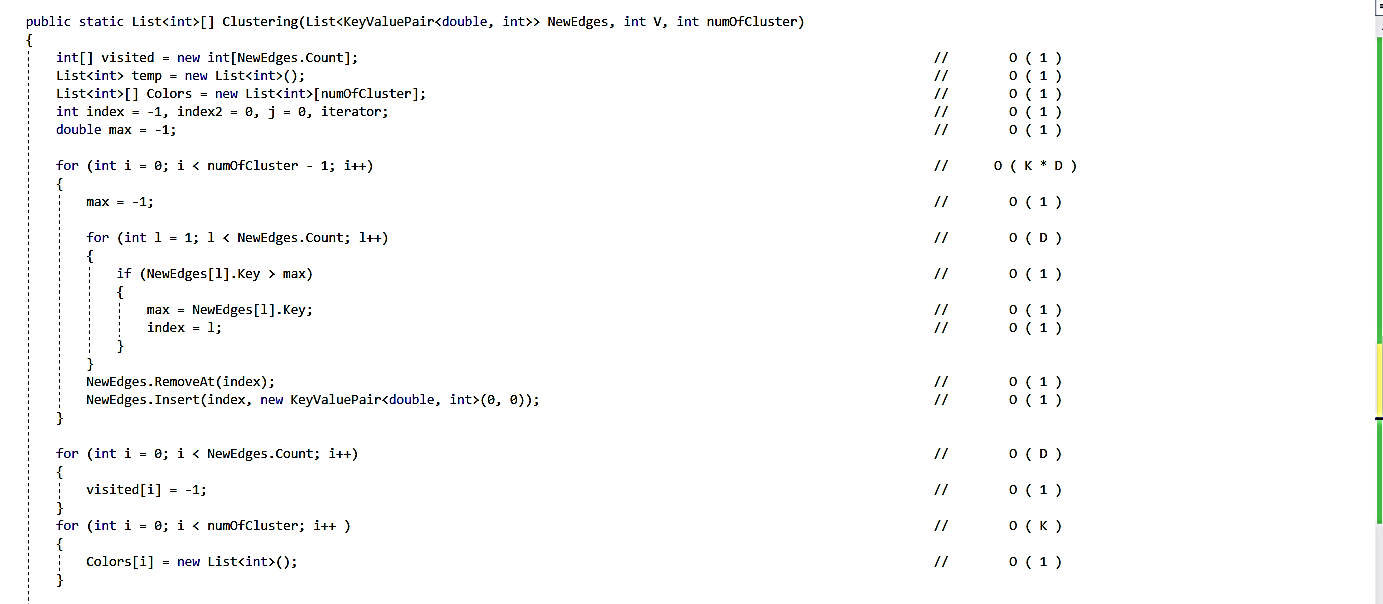 public static List<int>[] Clustering(List<KeyValuePair<double, int>> NewEdges, int V, int numOfCluster)
{
int[] visited = new int[NewEdges.Count]; // O ( 1 )
List<int> temp = new List<int>(); // O ( 1 )
List<int>[] Colors = new List<int>[numOfCluster]; // O ( 1 )
int index = -1, index2 = 0, j = 0, iterator; // O ( 1 )
double max = -1; // O ( 1 )
for (int i = 0; i < numOfCluster - 1; i++) // O ( K * D )
{
max = -1; // O ( 1 )
for (int l = 1; l < NewEdges.Count; l++) // O ( D )
{
if (NewEdges[l].Key > max) // O ( 1 )
{
max = NewEdges[l].Key; // O ( 1 )
index = l; // O ( 1 )
}
}
NewEdges.RemoveAt(index); // O ( 1 )
NewEdges.Insert(index, new KeyValuePair<double, int>(0, 0)); // O ( 1 )
}
for (int i = 0; i < NewEdges.Count; i++) // O ( D )
{
visited[i] = -1; // O ( 1 )
}
for (int i = 0; i < numOfCluster; i++ ) // O ( K )
{
Colors[i] = new List<int>(); // O ( 1 )
}